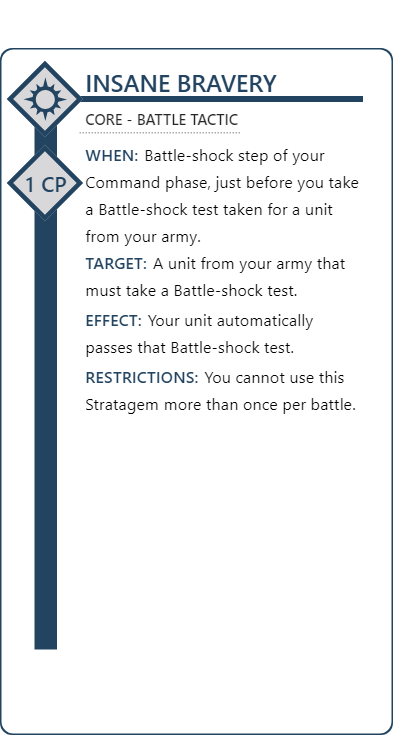 INSANE BRAVERY
CORE - BATTLE TACTIC
1 CP
WHEN: Battle-shock step of your
Command phase, just before you take
a Battle-shock test taken for a unit
from your army.
TARGET: A unit from your army that
must take a Battle-shock test.
EFFECT: Your unit automatically
passes that Battle-shock test.
RESTRICTIONS: You cannot use this
Stratagem more than once per battle.